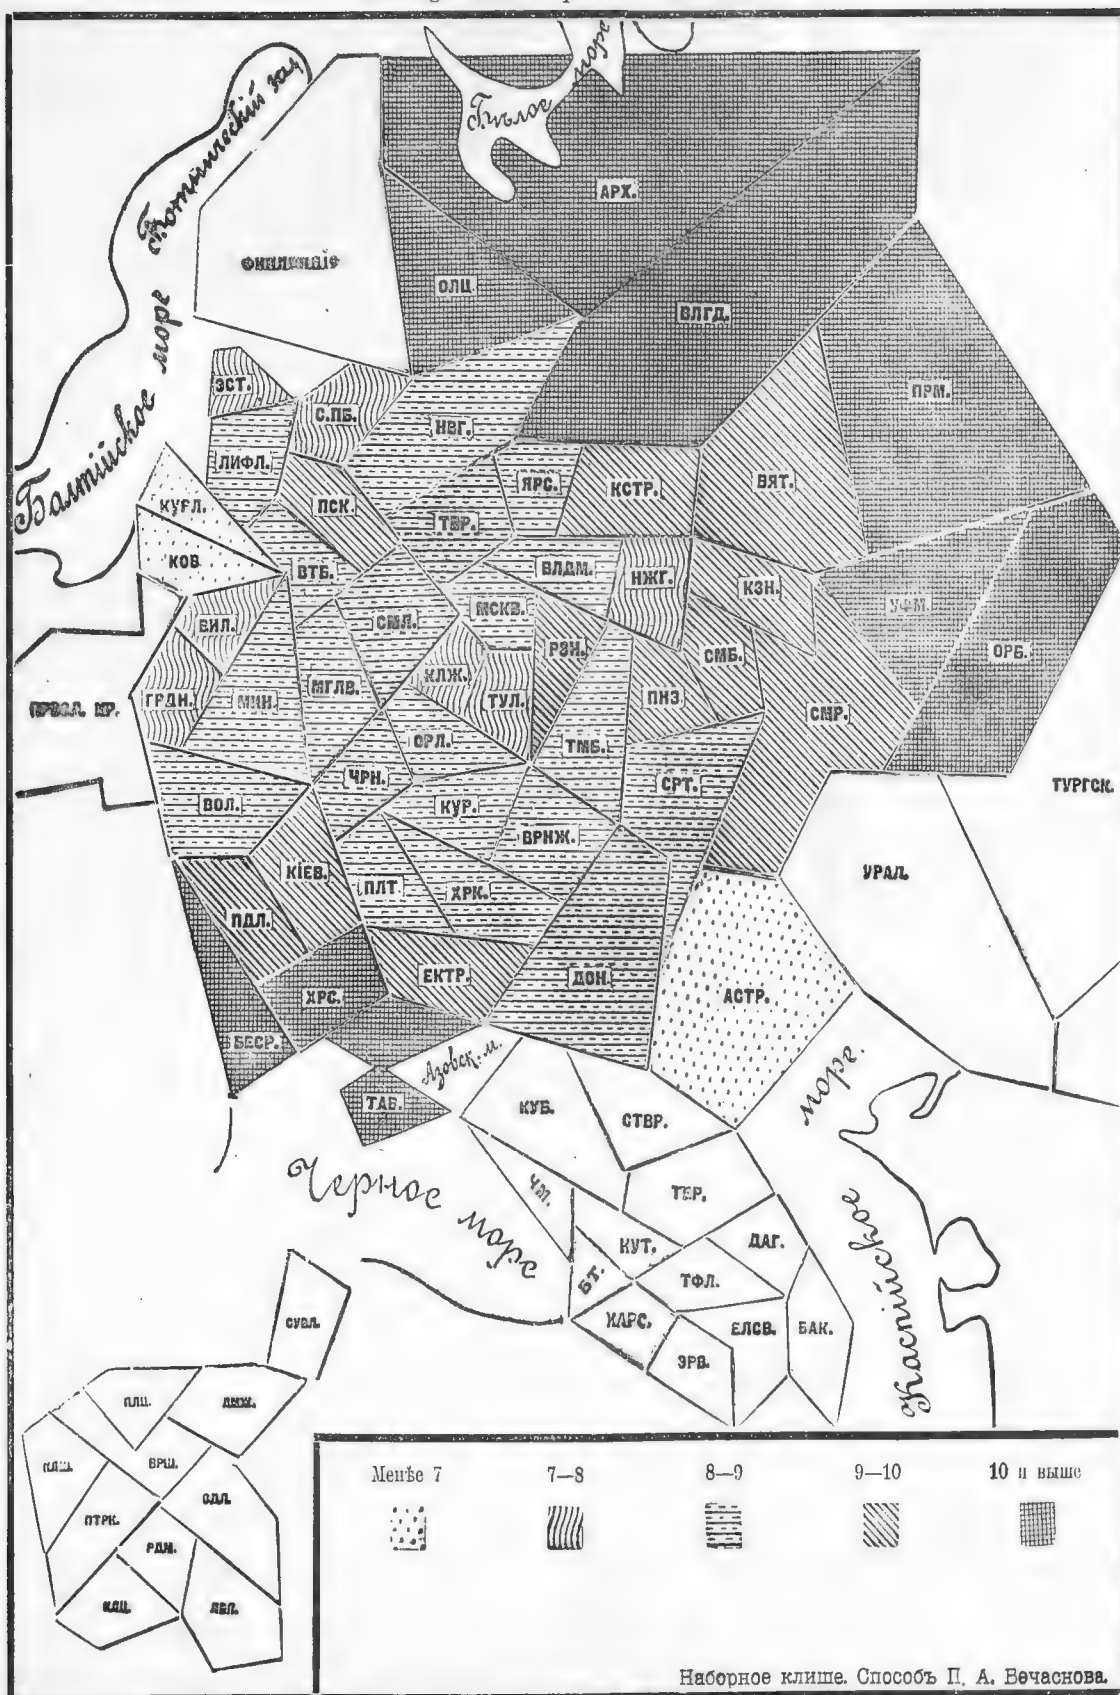 Ботническій зал.
Бѣлое море
АРХ.
ОЛЦ.
ВЛГД.
Балтійское море
ЭСТ.
С.ПБ.
НВГ.
ПРМ.
ЛИФЛ.
ПСК.
ТВР.
ЯРС.
КСТР.
ВЯТ.
КУРЛ.
КОВ.
ВТБ.
ВЛДМ.
НЖГ.
КЗН.
УФМ.
ВИЛ.
СМЛ.
МСКВ.
РЗН.
СМБ.
ОРБ.
ГРДН.
МИН.
МГЛВ.
КЛЖ.
ТУЛ.
ПНЗ.
СМР.
ОРЛ.
ТМБ.
ВОЛ.
ЧРН.
КУР.
СРТ.
ТУРГСК.
ВРНЖ.
КІЕВ.
ПЛТ.
ХРК.
УРАЛ.
ПДЛ.
ЕКТР.
ДОН.
АСТР.
ХРС.
БЕСР.
Азовск. м.
ТАВ.
КУБ.
СТВР.
Каспійское море
Черное море
ЧМ.
ТЕР.
КУТ.
ДАГ.
БТ.
ТФЛ.
КАРС.
ЕЛСВ.
БАК.
ЭРВ.
СУВЛ.
ПЛЦ.
ЛМЖ.
КЛШ.
ВРШ.
СДЛ.
ПТРК.
РДМ.
КЛЦ.
ЛБЛ.
Менѣе 7 7—8 8—9 9—10 10 и выше
Наборное клише. Способъ П. А. Вечаснова.